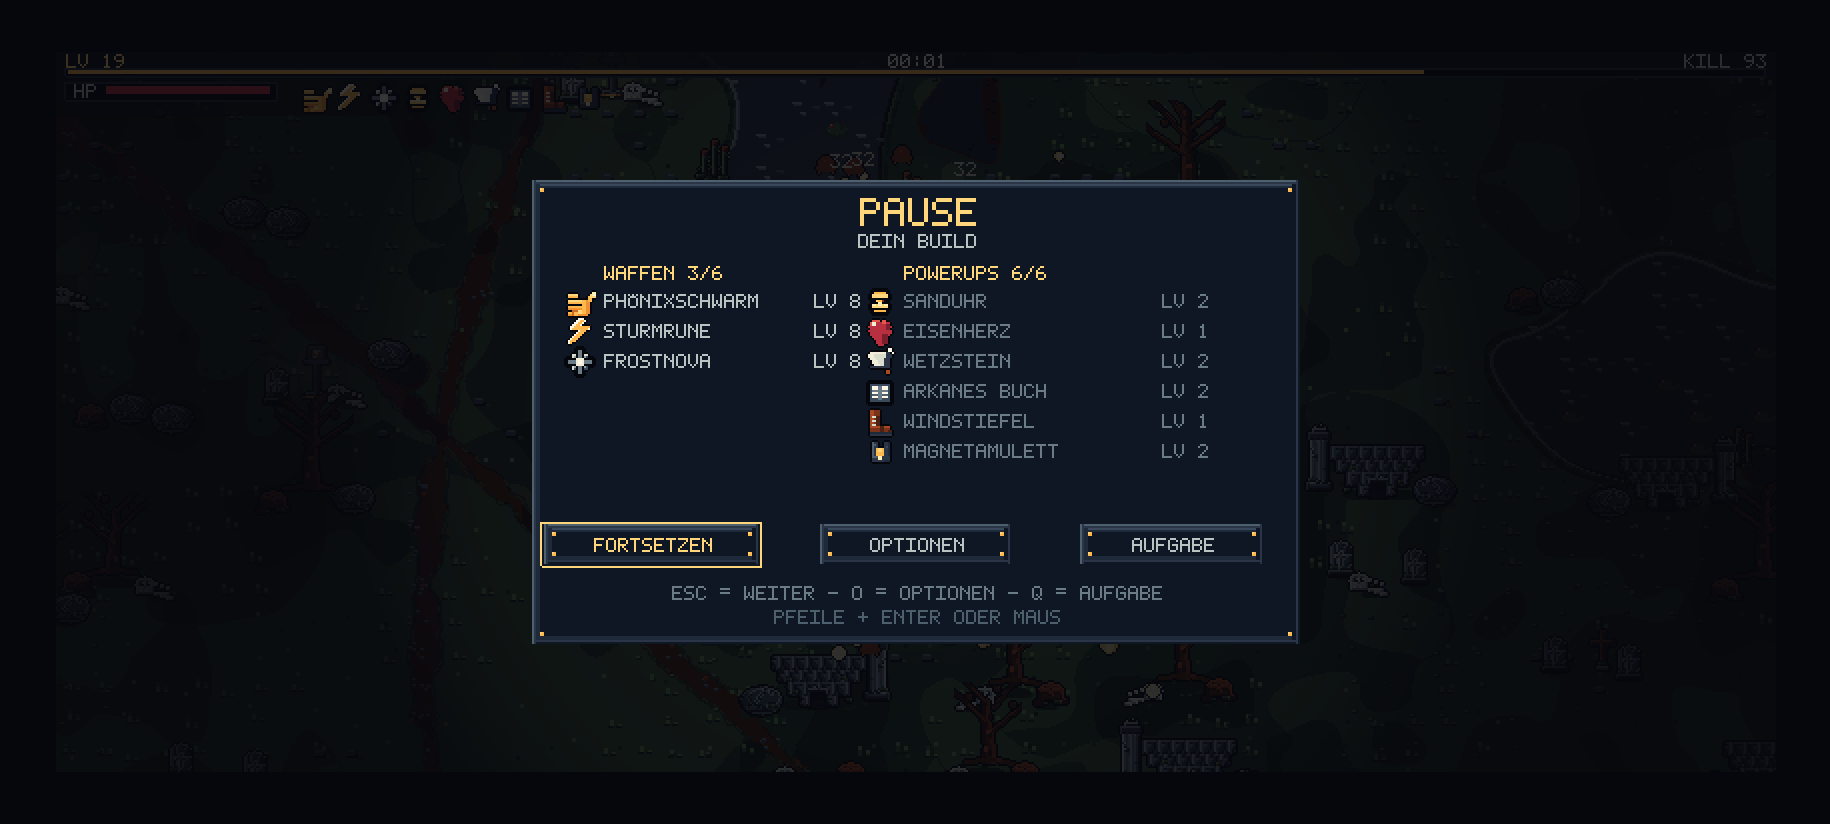 LV 19 00:01 KILL 93
HP
3232
32
PAUSE
DEIN BUILD
WAFFEN 3/6
PHÖNIXSCHWARM LV 8
STURMRUNE LV 8
FROSTNOVA LV 8
POWERUPS 6/6
SANDUHR LV 2
EISENHERZ LV 1
WETZSTEIN LV 2
ARKANES BUCH LV 2
WINDSTIEFEL LV 1
MAGNETAMULETT LV 2
FORTSETZEN OPTIONEN AUFGABE
ESC = WEITER - O = OPTIONEN - Q = AUFGABE
PFEILE + ENTER ODER MAUS